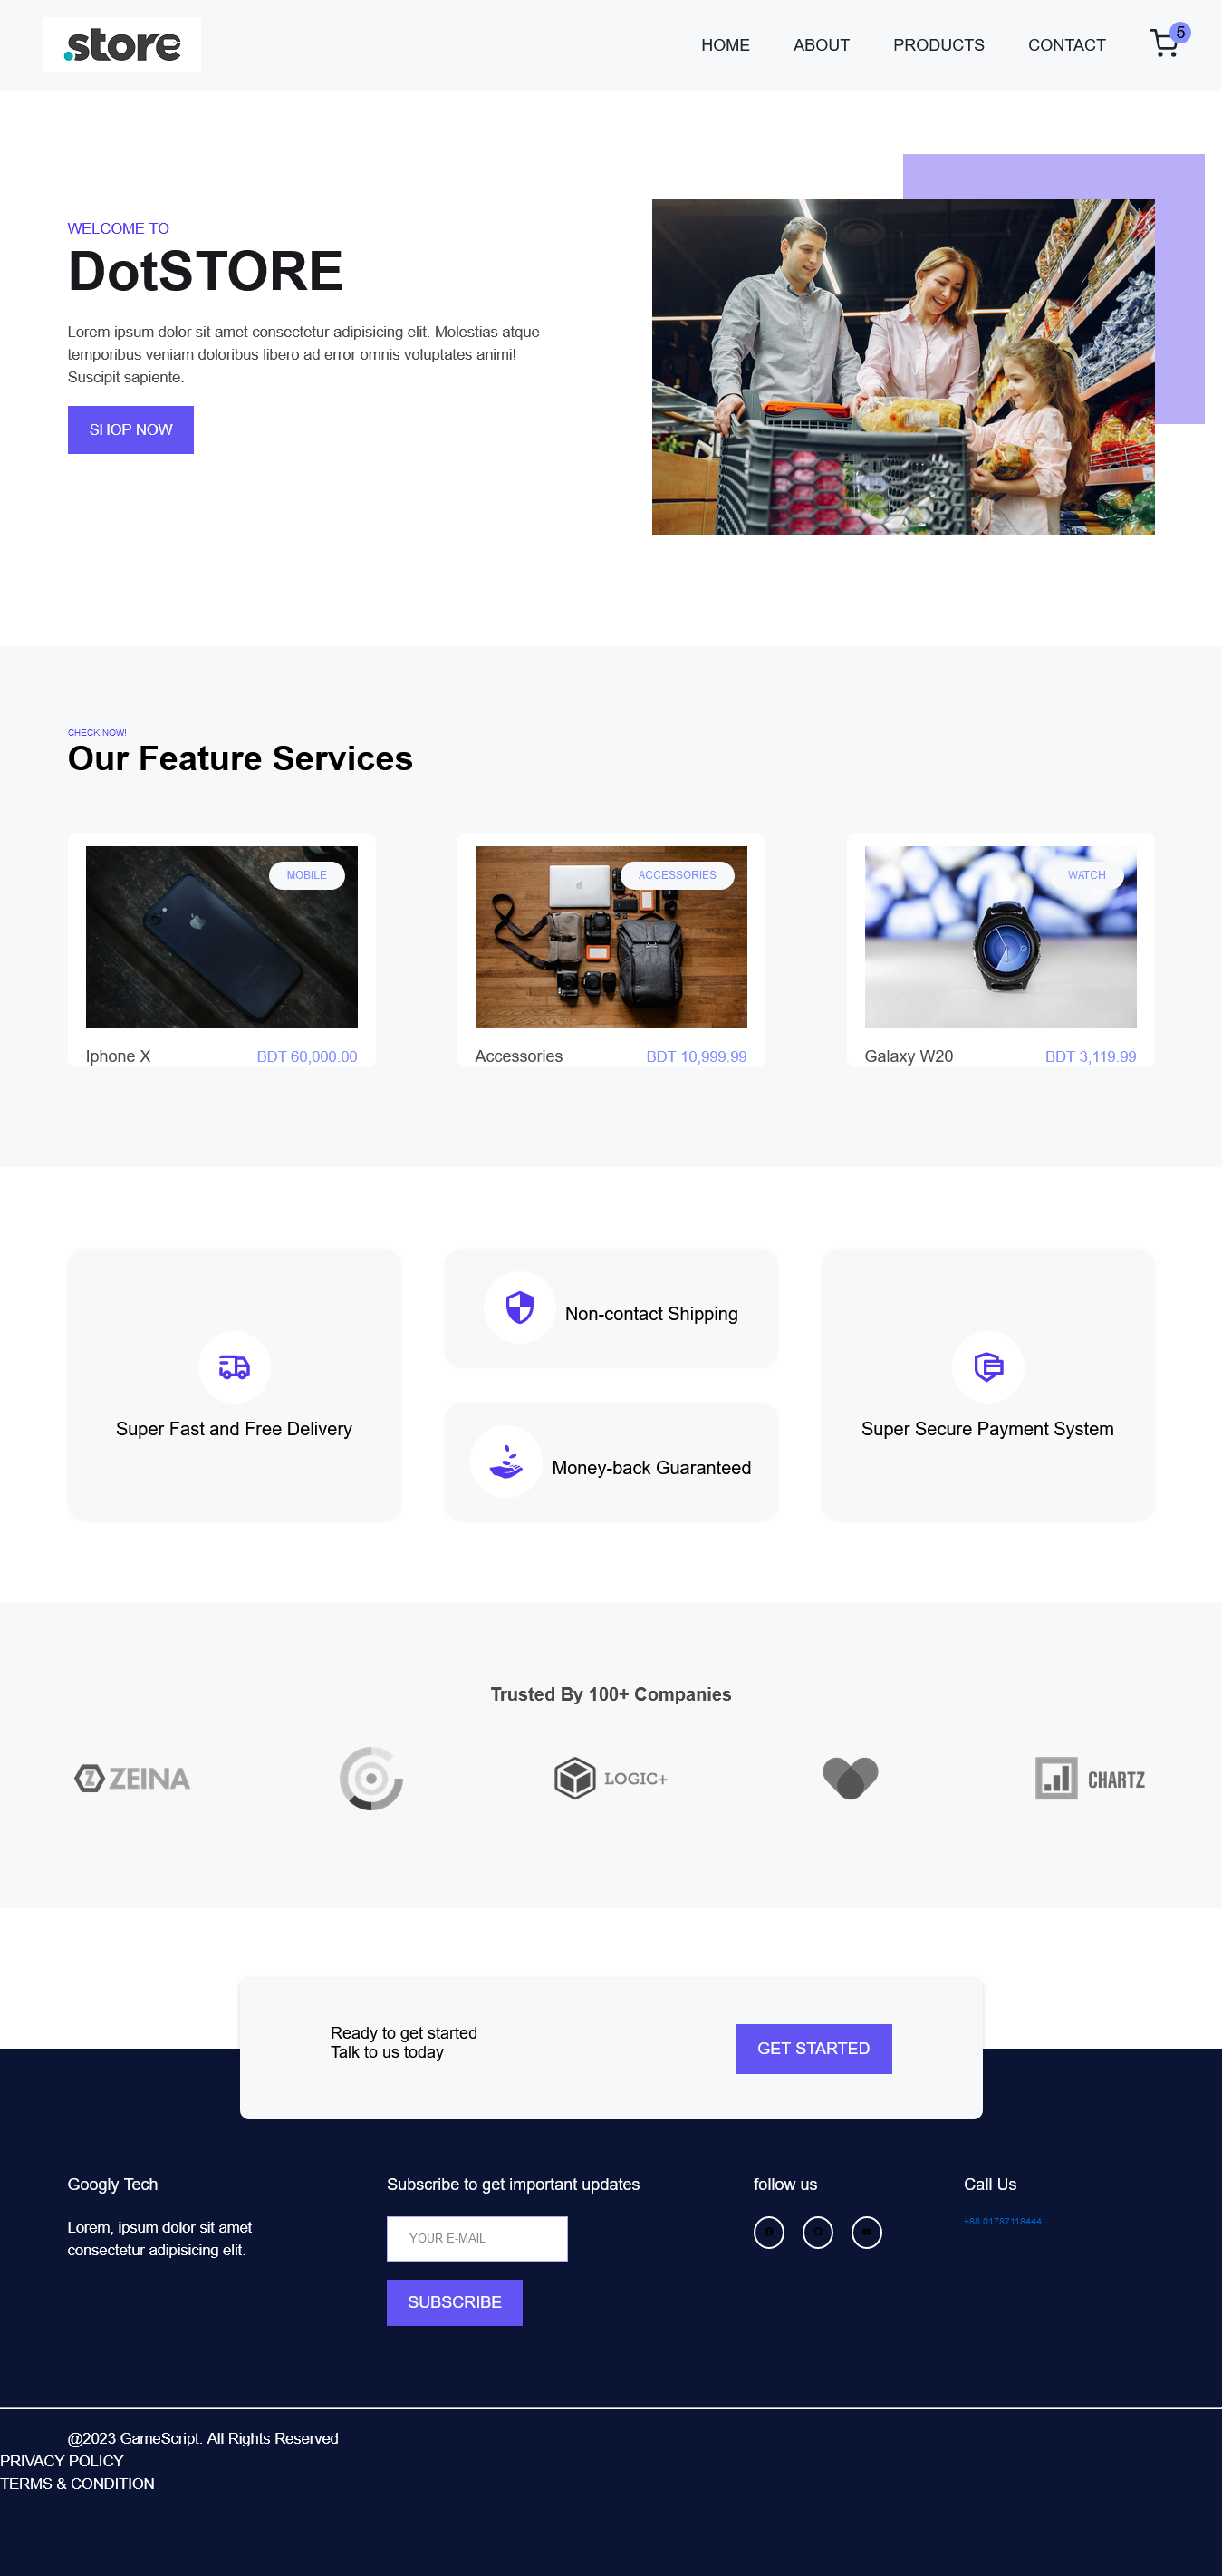 .store
HOME
ABOUT
PRODUCTS
CONTACT
5
WELCOME TO
DotSTORE
Lorem ipsum dolor sit amet consectetur adipisicing elit. Molestias atque
temporibus veniam doloribus libero ad error omnis voluptates animi!
Suscipit sapiente.
SHOP NOW
CHECK NOW!
Our Feature Services
MOBILE
Iphone X
BDT 60,000.00
ACCESSORIES
Accessories
BDT 10,999.99
WATCH
Galaxy W20
BDT 3,119.99
Super Fast and Free Delivery
Non-contact Shipping
Money-back Guaranteed
Super Secure Payment System
Trusted By 100+ Companies
ZEINA
LOGIC+
CHARTZ
Ready to get started
Talk to us today
GET STARTED
Googly Tech
Lorem, ipsum dolor sit amet
consectetur adipisicing elit.
Subscribe to get important updates
YOUR E-MAIL
SUBSCRIBE
follow us
Call Us
+88 01787118444
@2023 GameScript. All Rights Reserved
PRIVACY POLICY
TERMS & CONDITION